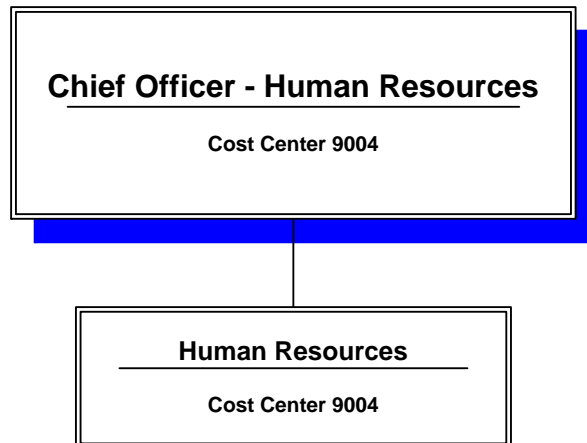 Chief Officer - Human Resources
Cost Center 9004
Human Resources
Cost Center 9004